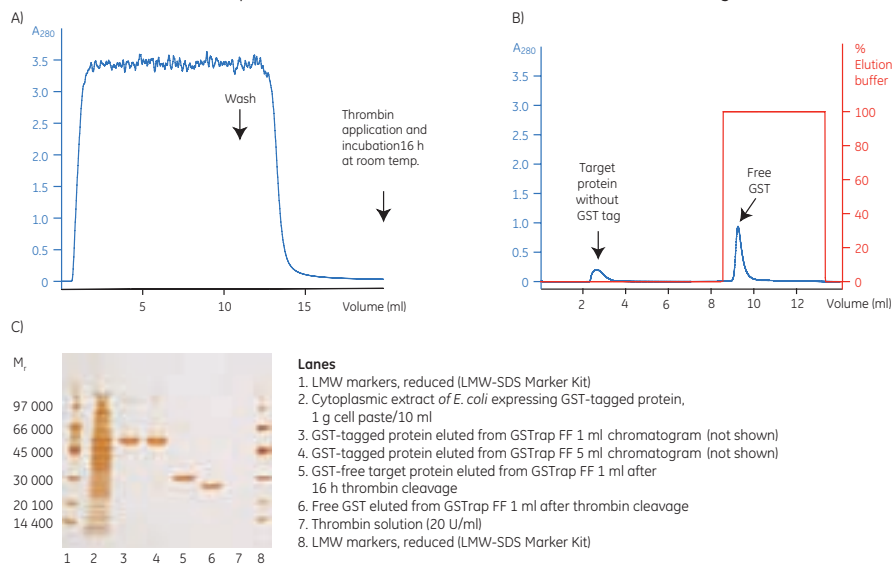 A)
A280
3.5
3.0
2.5
2.0
1.5
1.0
0.5
0
5
10
15
Volume (ml)
Wash
Thrombin
application and
incubation16 h
at room temp.
B)
A280
3.5
3.0
2.5
2.0
1.5
1.0
0.5
0
2
4
6
8
10
12
Volume (ml)
%
Elution
buffer
100
80
60
40
20
0
Target
protein
without
GST tag
Free
GST
C)
Mr
97 000
66 000
45 000
30 000
20 100
14 400
1 2 3 4 5 6 7 8
Lanes
1. LMW markers, reduced (LMW-SDS Marker Kit)
2. Cytoplasmic extract of E. coli expressing GST-tagged protein,
1 g cell paste/10 ml
3. GST-tagged protein eluted from GSTrap FF 1 ml chromatogram (not shown)
4. GST-tagged protein eluted from GSTrap FF 5 ml chromatogram (not shown)
5. GST-free target protein eluted from GSTrap FF 1 ml after
16 h thrombin cleavage
6. Free GST eluted from GSTrap FF 1 ml after thrombin cleavage
7. Thrombin solution (20 U/ml)
8. LMW markers, reduced (LMW-SDS Marker Kit)